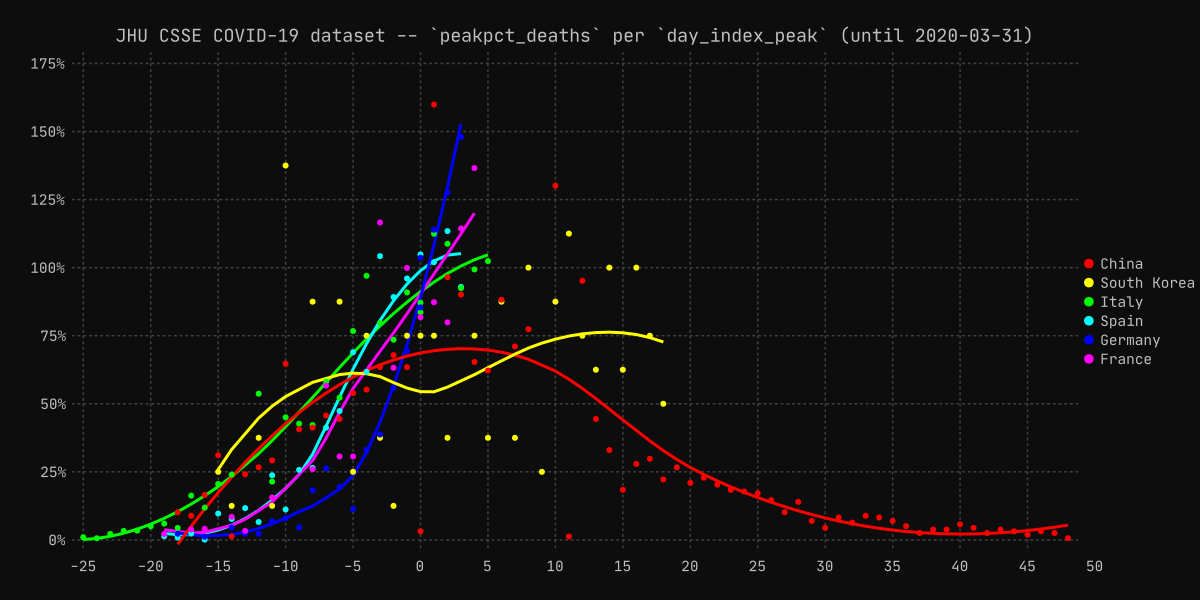 JHU CSSE COVID-19 dataset -- `peakpct_deaths` per `day_index_peak` (until 2020-03-31)
175%
150%
125%
100%
75%
50%
25%
0%
China
South Korea
Italy
Spain
Germany
France
-25 -20 -15 -10 -5 0 5 10 15 20 25 30 35 40 45 50